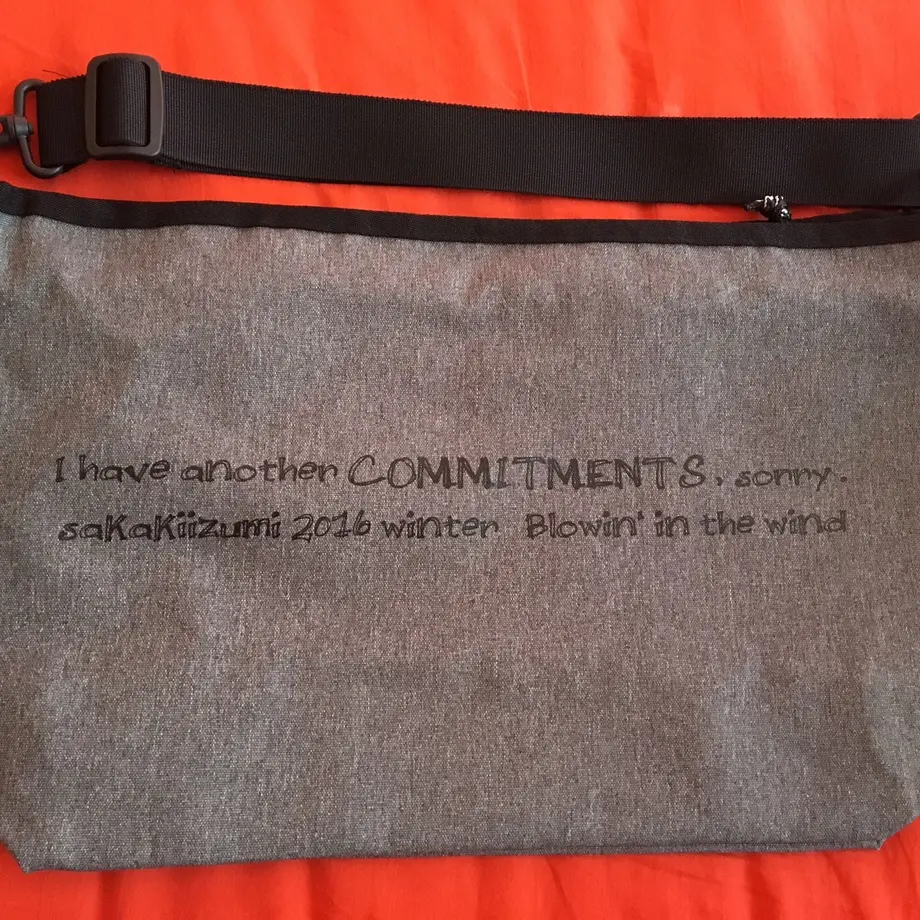 I have another COMMITMENTS, sorry.
saKaKiizumi 2016 winter Blowin' in the wind